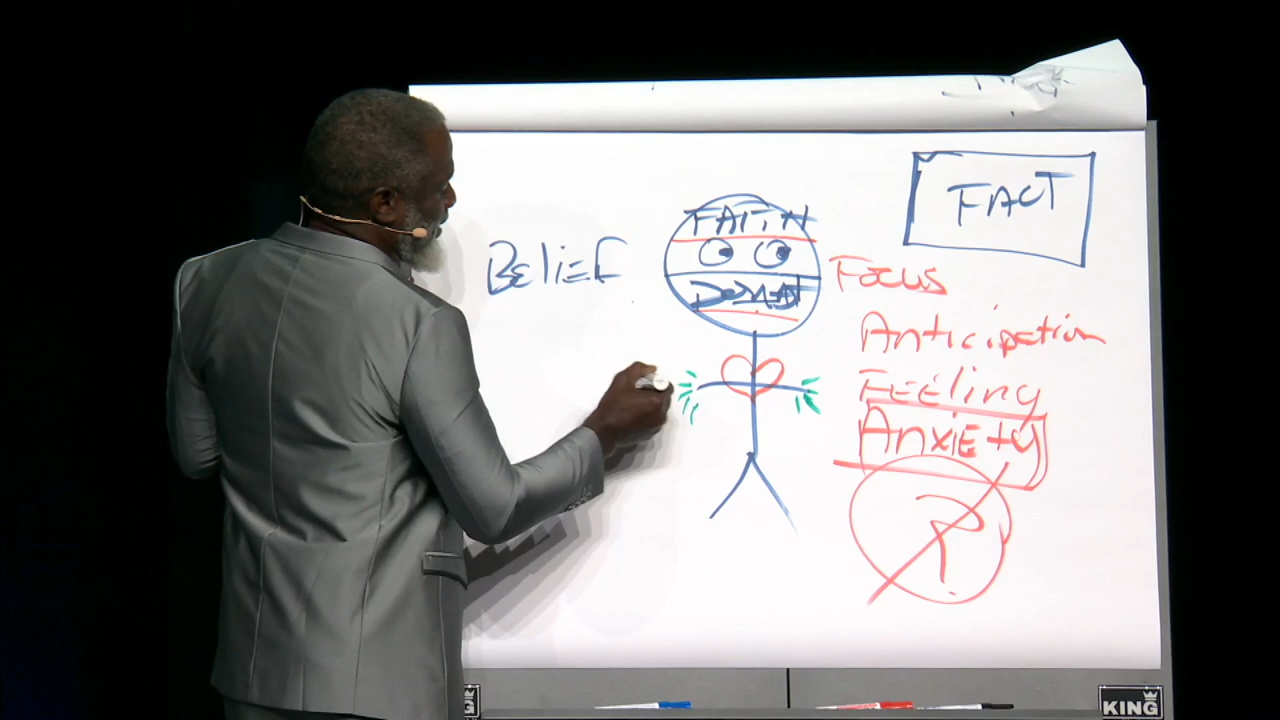 FACT
FAITH
BELIEF
Focus
Anticipation
FEELING
ANXIETY
P
KING